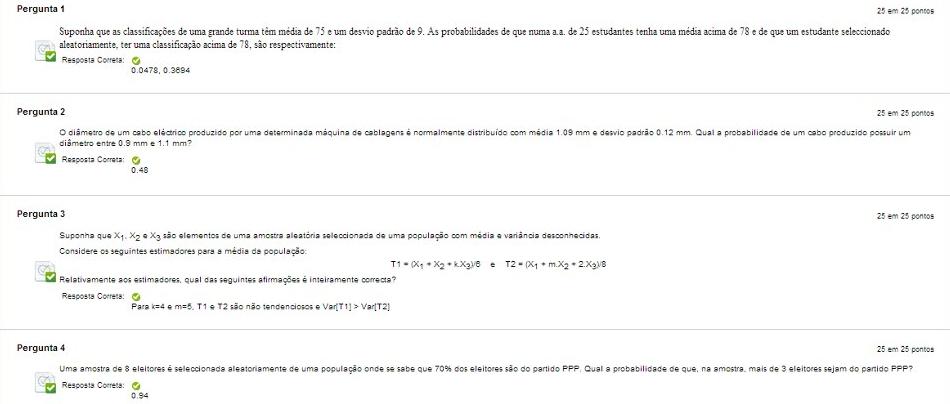 Pergunta 1
25 em 25 pontos
Suponha que as classificações de uma grande turma têm média de 75 e um desvio padrão de 9. As probabilidades de que numa a.a. de 25 estudantes tenha uma média acima de 78 e de que um estudante seleccionado
aleatoriamente, ter uma classificação acima de 78, são respectivamente:
Resposta Correta:
0.0478, 0.3694
Pergunta 2
25 em 25 pontos
O diâmetro de um cabo eléctrico produzido por uma determinada máquina de cablagens é normalmente distribuído com média 1.09 mm e desvio padrão 0.12 mm. Qual a probabilidade de um cabo produzido possuir um
diâmetro entre 0.9 mm e 1.1 mm?
Resposta Correta:
0.48
Pergunta 3
25 em 25 pontos
Suponha que X1, X2 e X3 são elementos de uma amostra aleatória seleccionada de uma população com média e variância desconhecidas.
Considere os seguintes estimadores para a média da população:
T1 = (X1 + X2 + k.X3)/6 e T2 = (X1 + m.X2 + 2.X3)/8
Relativamente aos estimadores, qual das seguintes afirmações é inteiramente correcta?
Resposta Correta:
Para k=4 e m=5, T1 e T2 são não tendenciosos e Var[T1] > Var[T2]
Pergunta 4
25 em 25 pontos
Uma amostra de 8 eleitores é seleccionada aleatoriamente de uma população onde se sabe que 70% dos eleitores são do partido PPP. Qual a probabilidade de que, na amostra, mais de 3 eleitores sejam do partido PPP?
Resposta Correta:
0.94